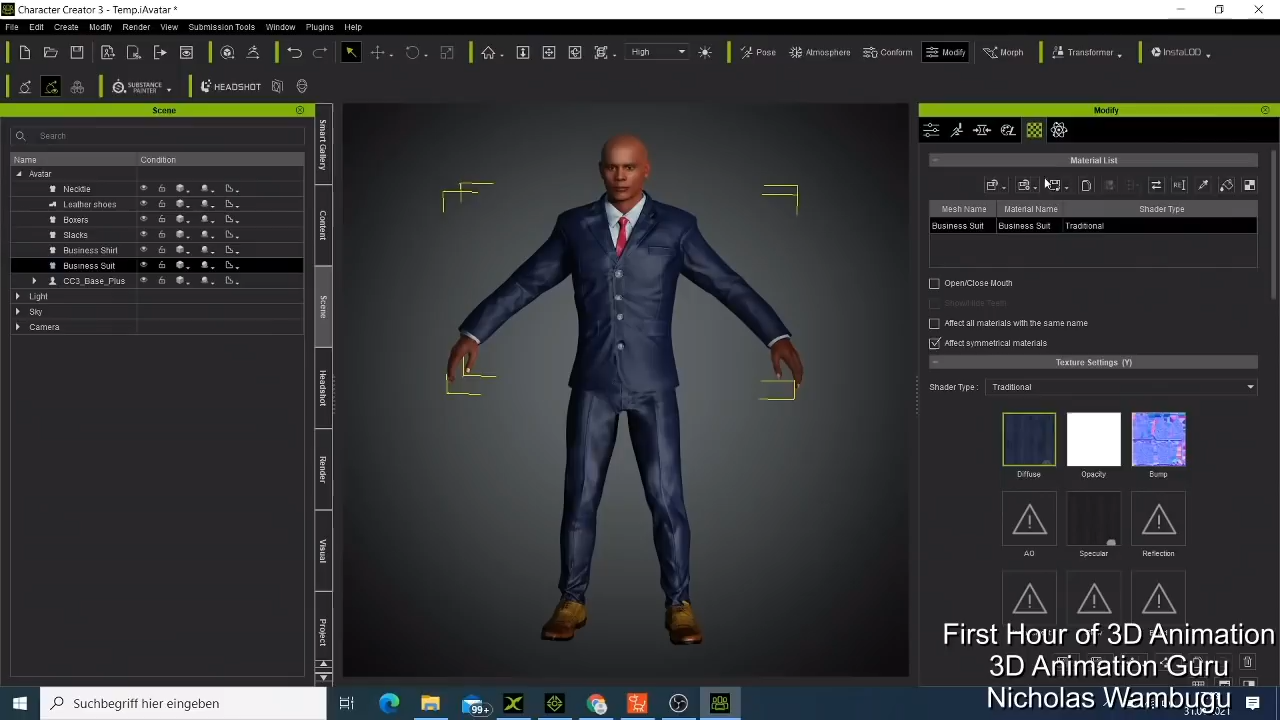 Character Creator 3 - Temp.iAvatar *
File Edit Create Modify Render View Submission Tools Window Plugins Help
High Pose Atmosphere Conform Modify Morph Transformer InstaLOD
SUBSTANCE PAINTER HEADSHOT
Scene
Search
Name Condition
Avatar
Necktie
Leather shoes
Boxers
Slacks
Business Shirt
Business Suit
CC3_Base_Plus
Light
Sky
Camera
Smart Gallery
Content
Scene
Headshot
Render
Visual
Project
Modify
Material List
Mesh Name Material Name Shader Type
Business Suit Business Suit Traditional
Open/Close Mouth
Show/Hide Teeth
Affect all materials with the same name
Affect symmetrical materials
Texture Settings (Y)
Shader Type : Traditional
Diffuse Opacity Bump
AO Specular Reflection
First Hour of 3D Animation
3D Animation Guru
Nicholas Wambugu
Suchbegriff hier eingeben
99+